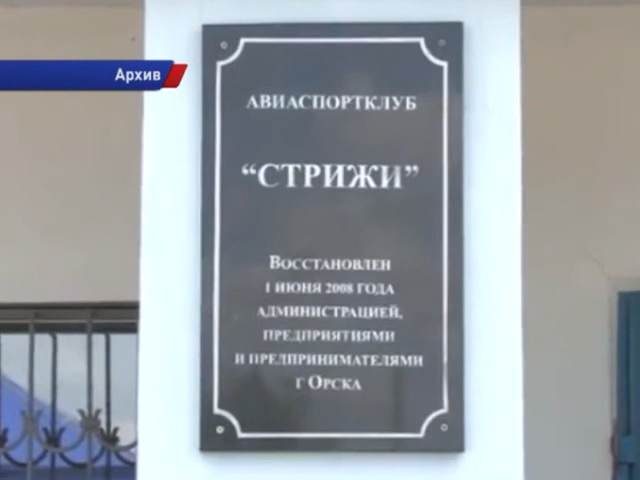 Архив
АВИАСПОРТКЛУБ
“СТРИЖИ”
ВОССТАНОВЛЕН
1 ИЮНЯ 2008 ГОДА
АДМИНИСТРАЦИЕЙ,
ПРЕДПРИЯТИЯМИ
И ПРЕДПРИНИМАТЕЛЯМИ
Г ОРСКА